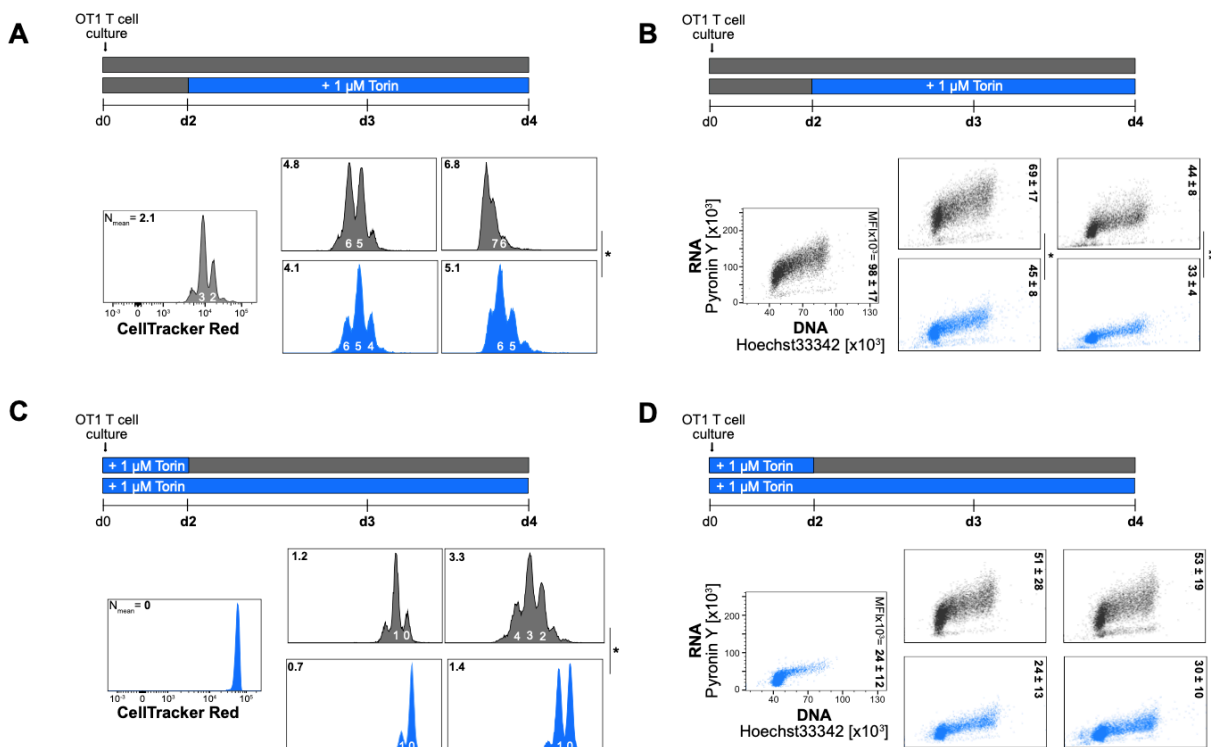 A
OT1 T cell
culture
+ 1 µM Torin
d0 d2 d3 d4
N mean = 2.1
3 2
10⁻³ 0 10³ 10⁴ 10⁵
CellTracker Red
4.8
6 5
6.8
7 6
*
4.1
6 5 4
5.1
6 5
B
OT1 T cell
culture
+ 1 µM Torin
d0 d2 d3 d4
RNA
Pyronin Y [x10³]
200
100
0
40 70 100 130
MFIx10³= 98 ± 17
DNA
Hoechst33342 [x10³]
69 ± 17
44 ± 8
*
45 ± 8
33 ± 4
C
OT1 T cell
culture
+ 1 µM Torin
+ 1 µM Torin
d0 d2 d3 d4
N mean = 0
10⁻³ 0 10³ 10⁴ 10⁵
CellTracker Red
1.2
1 0
3.3
4 3 2
*
0.7
1 0
1.4
1 0
D
OT1 T cell
culture
+ 1 µM Torin
+ 1 µM Torin
d0 d2 d3 d4
RNA
Pyronin Y [x10³]
200
100
0
40 70 100 130
MFIx10³= 24 ± 12
DNA
Hoechst33342 [x10³]
51 ± 28
53 ± 19
24 ± 13
30 ± 10